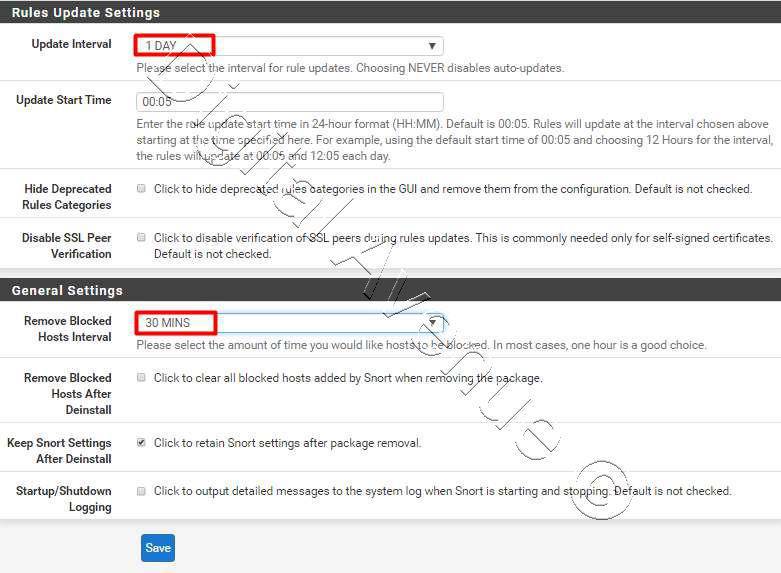 Rules Update Settings
Update Interval
1 DAY
Please select the interval for rule updates. Choosing NEVER disables auto-updates.
Update Start Time
00:05
Enter the rule update start time in 24-hour format (HH:MM). Default is 00:05. Rules will update at the interval chosen above
starting at the time specified here. For example, using the default start time of 00:05 and choosing 12 Hours for the interval,
the rules will update at 00:05 and 12:05 each day.
Hide Deprecated
Rules Categories
Click to hide deprecated rules categories in the GUI and remove them from the configuration. Default is not checked.
Disable SSL Peer
Verification
Click to disable verification of SSL peers during rules updates. This is commonly needed only for self-signed certificates.
Default is not checked.
General Settings
Remove Blocked
Hosts Interval
30 MINS
Please select the amount of time you would like hosts to be blocked. In most cases, one hour is a good choice.
Remove Blocked
Hosts After
Deinstall
Click to clear all blocked hosts added by Snort when removing the package.
Keep Snort Settings
After Deinstall
Click to retain Snort settings after package removal.
Startup/Shutdown
Logging
Click to output detailed messages to the system log when Snort is starting and stopping. Default is not checked.
Save
Digital Avenue ©